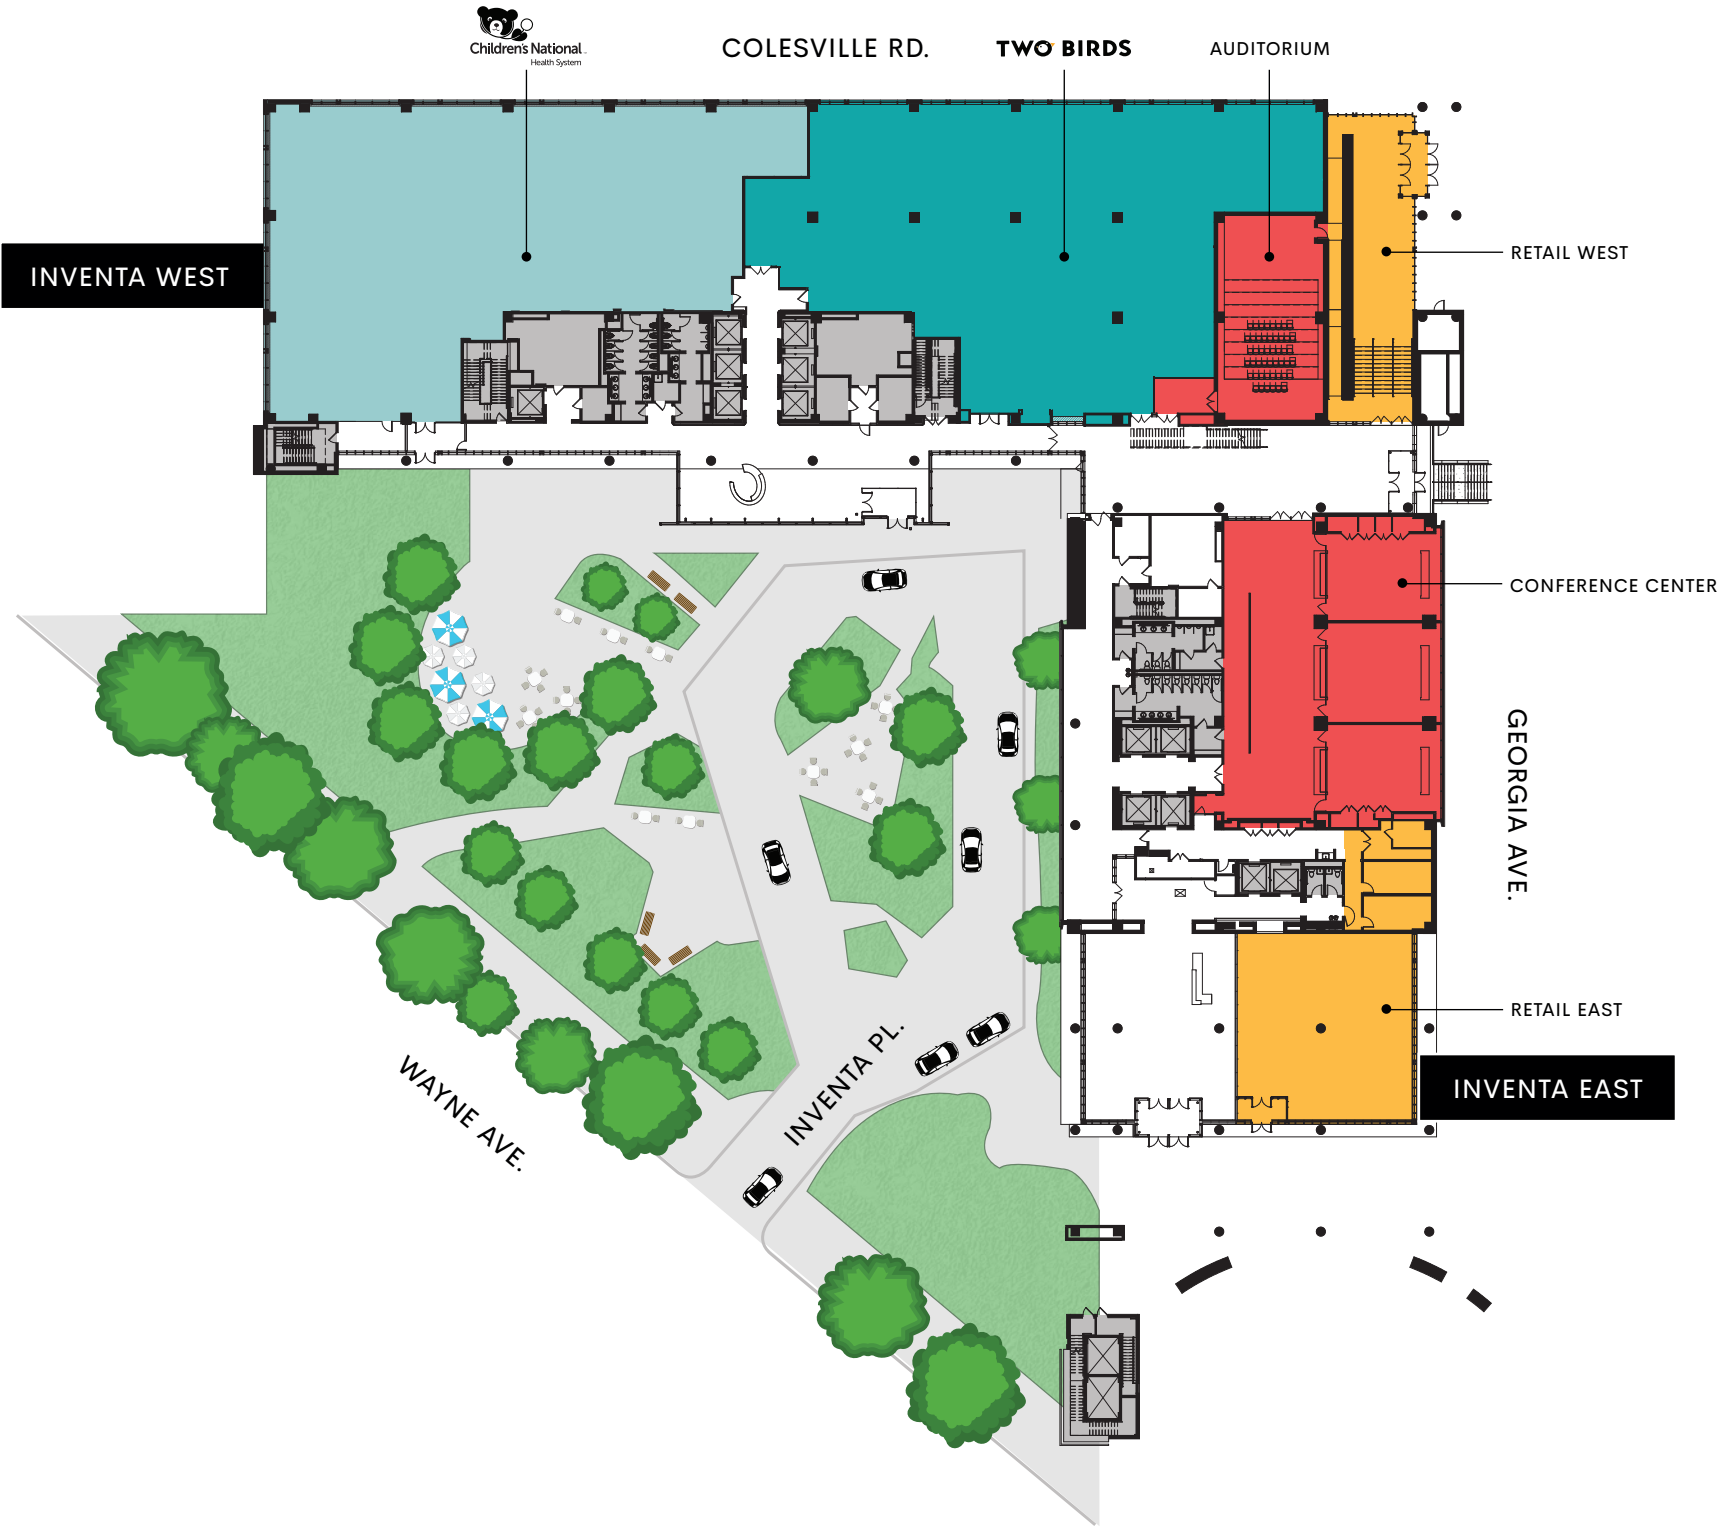 Children's National
Health System
COLESVILLE RD.
TWO BIRDS
AUDITORIUM
INVENTA WEST
RETAIL WEST
CONFERENCE CENTER
GEORGIA AVE.
RETAIL EAST
INVENTA EAST
INVENTA PL.
WAYNE AVE.